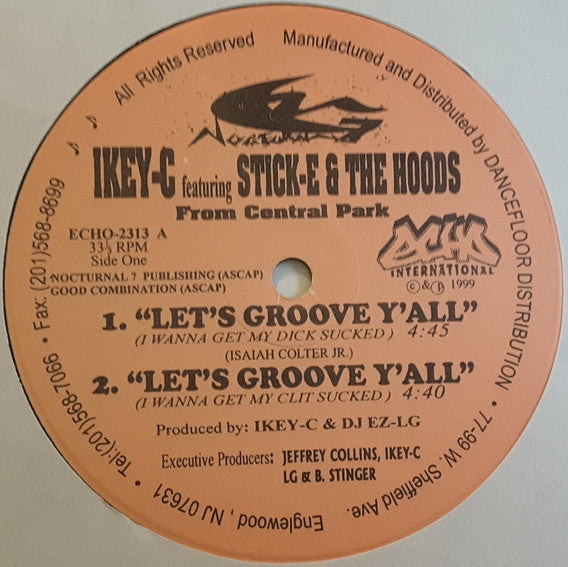 All Rights Reserved
Manufactured and Distributed by DANCEFLOOR DISTRIBUTION • 77-99 W. Sheffield Ave. Englewood, NJ 07631 • Tel:(201)568-7066 • Fax: (201)568-8699
IKEY-C featuring STICK-E & THE HOODS
From Central Park
ECHO-2313 A
33⅓ RPM
Side One
NOCTURNAL 7 PUBLISHING (ASCAP)
GOOD COMBINATION (ASCAP)
ECHO
INTERNATIONAL
©&℗ 1999
1. “LET'S GROOVE Y'ALL”
(I WANNA GET MY DICK SUCKED) 4:45
(ISAIAH COLTER JR.)
2. “LET'S GROOVE Y'ALL”
(I WANNA GET MY CLIT SUCKED) 4:40
Produced by: IKEY-C & DJ EZ-LG
Executive Producers: JEFFREY COLLINS, IKEY-C
LG & B. STINGER